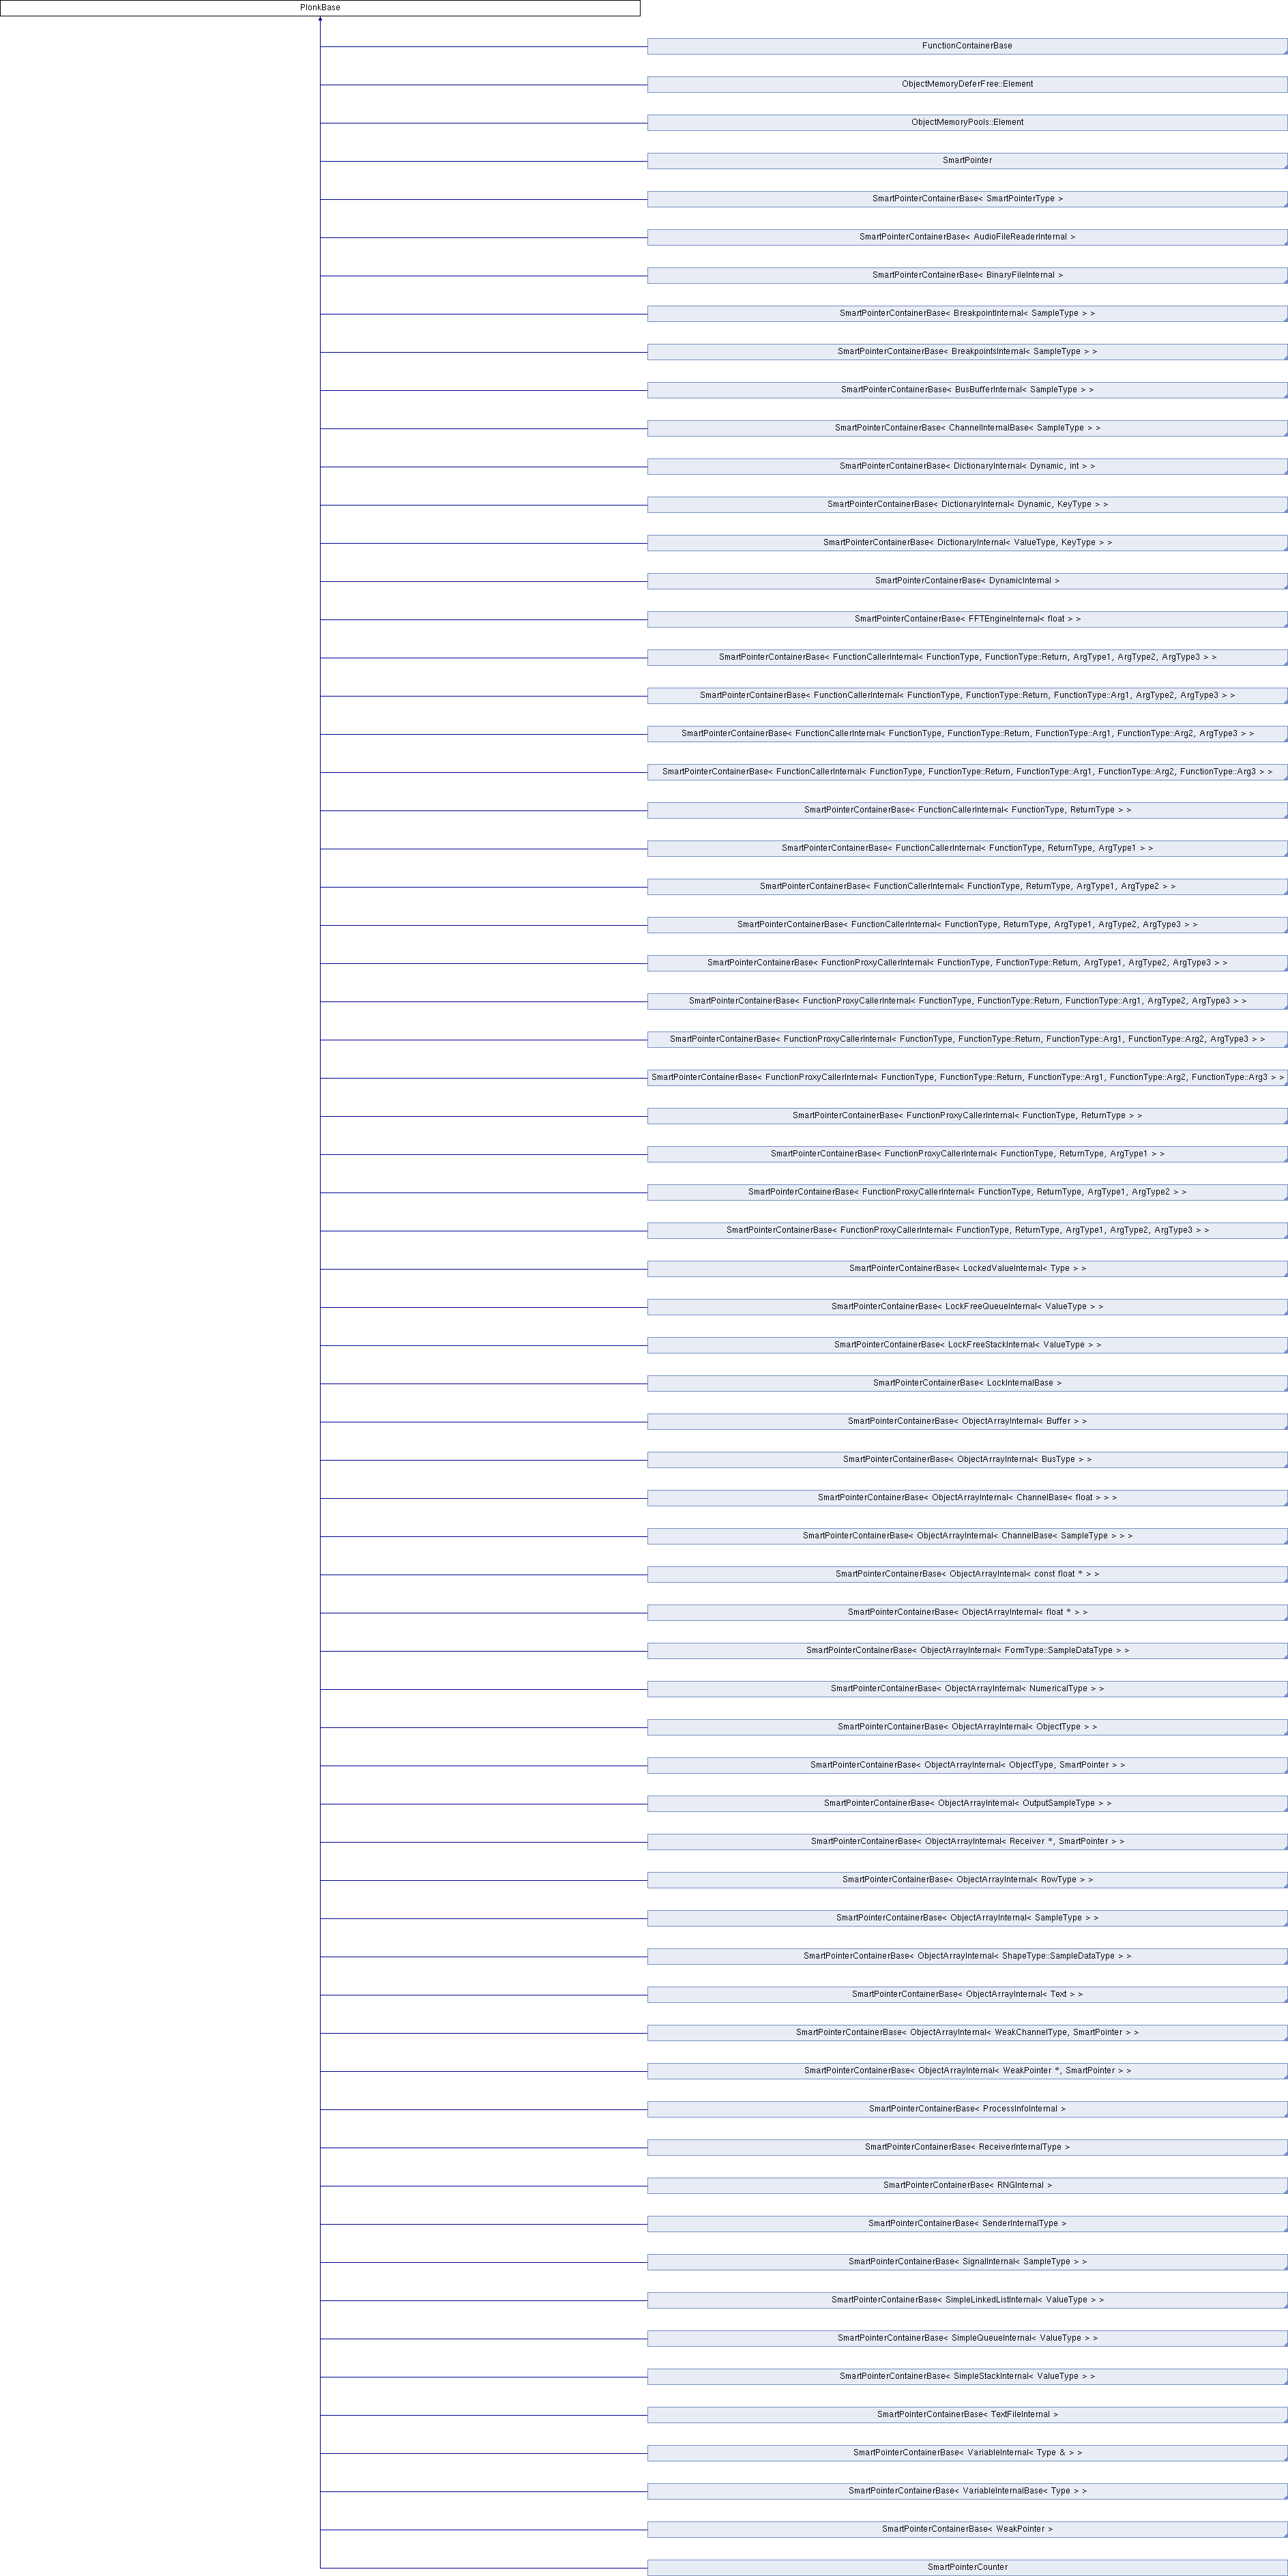 PlonkBase
FunctionContainerBase
ObjectMemoryDeferFree::Element
ObjectMemoryPools::Element
SmartPointer
SmartPointerContainerBase< SmartPointerType >
SmartPointerContainerBase< AudioFileReaderInternal >
SmartPointerContainerBase< BinaryFileInternal >
SmartPointerContainerBase< BreakpointInternal< SampleType > >
SmartPointerContainerBase< BreakpointsInternal< SampleType > >
SmartPointerContainerBase< BusBufferInternal< SampleType > >
SmartPointerContainerBase< ChannelInternalBase< SampleType > >
SmartPointerContainerBase< DictionaryInternal< Dynamic, int > >
SmartPointerContainerBase< DictionaryInternal< Dynamic, KeyType > >
SmartPointerContainerBase< DictionaryInternal< ValueType, KeyType > >
SmartPointerContainerBase< DynamicInternal >
SmartPointerContainerBase< FFTEngineInternal< float > >
SmartPointerContainerBase< FunctionCallerInternal< FunctionType, FunctionType::Return, ArgType1, ArgType2, ArgType3 > >
SmartPointerContainerBase< FunctionCallerInternal< FunctionType, FunctionType::Return, FunctionType::Arg1, ArgType2, ArgType3 > >
SmartPointerContainerBase< FunctionCallerInternal< FunctionType, FunctionType::Return, FunctionType::Arg1, FunctionType::Arg2, ArgType3 > >
SmartPointerContainerBase< FunctionCallerInternal< FunctionType, FunctionType::Return, FunctionType::Arg1, FunctionType::Arg2, FunctionType::Arg3 > >
SmartPointerContainerBase< FunctionCallerInternal< FunctionType, ReturnType > >
SmartPointerContainerBase< FunctionCallerInternal< FunctionType, ReturnType, ArgType1 > >
SmartPointerContainerBase< FunctionCallerInternal< FunctionType, ReturnType, ArgType1, ArgType2 > >
SmartPointerContainerBase< FunctionCallerInternal< FunctionType, ReturnType, ArgType1, ArgType2, ArgType3 > >
SmartPointerContainerBase< FunctionProxyCallerInternal< FunctionType, FunctionType::Return, ArgType1, ArgType2, ArgType3 > >
SmartPointerContainerBase< FunctionProxyCallerInternal< FunctionType, FunctionType::Return, FunctionType::Arg1, ArgType2, ArgType3 > >
SmartPointerContainerBase< FunctionProxyCallerInternal< FunctionType, FunctionType::Return, FunctionType::Arg1, FunctionType::Arg2, ArgType3 > >
SmartPointerContainerBase< FunctionProxyCallerInternal< FunctionType, FunctionType::Return, FunctionType::Arg1, FunctionType::Arg2, FunctionType::Arg3 > >
SmartPointerContainerBase< FunctionProxyCallerInternal< FunctionType, ReturnType > >
SmartPointerContainerBase< FunctionProxyCallerInternal< FunctionType, ReturnType, ArgType1 > >
SmartPointerContainerBase< FunctionProxyCallerInternal< FunctionType, ReturnType, ArgType1, ArgType2 > >
SmartPointerContainerBase< FunctionProxyCallerInternal< FunctionType, ReturnType, ArgType1, ArgType2, ArgType3 > >
SmartPointerContainerBase< LockedValueInternal< Type > >
SmartPointerContainerBase< LockFreeQueueInternal< ValueType > >
SmartPointerContainerBase< LockFreeStackInternal< ValueType > >
SmartPointerContainerBase< LockInternalBase >
SmartPointerContainerBase< ObjectArrayInternal< Buffer > >
SmartPointerContainerBase< ObjectArrayInternal< BusType > >
SmartPointerContainerBase< ObjectArrayInternal< ChannelBase< float > > >
SmartPointerContainerBase< ObjectArrayInternal< ChannelBase< SampleType > > >
SmartPointerContainerBase< ObjectArrayInternal< const float * > >
SmartPointerContainerBase< ObjectArrayInternal< float * > >
SmartPointerContainerBase< ObjectArrayInternal< FormType::SampleDataType > >
SmartPointerContainerBase< ObjectArrayInternal< NumericalType > >
SmartPointerContainerBase< ObjectArrayInternal< ObjectType > >
SmartPointerContainerBase< ObjectArrayInternal< ObjectType, SmartPointer > >
SmartPointerContainerBase< ObjectArrayInternal< OutputSampleType > >
SmartPointerContainerBase< ObjectArrayInternal< Receiver *, SmartPointer > >
SmartPointerContainerBase< ObjectArrayInternal< RowType > >
SmartPointerContainerBase< ObjectArrayInternal< SampleType > >
SmartPointerContainerBase< ObjectArrayInternal< ShapeType::SampleDataType > >
SmartPointerContainerBase< ObjectArrayInternal< Text > >
SmartPointerContainerBase< ObjectArrayInternal< WeakChannelType, SmartPointer > >
SmartPointerContainerBase< ObjectArrayInternal< WeakPointer *, SmartPointer > >
SmartPointerContainerBase< ProcessInfoInternal >
SmartPointerContainerBase< ReceiverInternalType >
SmartPointerContainerBase< RNGInternal >
SmartPointerContainerBase< SenderInternalType >
SmartPointerContainerBase< SignalInternal< SampleType > >
SmartPointerContainerBase< SimpleLinkedListInternal< ValueType > >
SmartPointerContainerBase< SimpleQueueInternal< ValueType > >
SmartPointerContainerBase< SimpleStackInternal< ValueType > >
SmartPointerContainerBase< TextFileInternal >
SmartPointerContainerBase< VariableInternal< Type & > >
SmartPointerContainerBase< VariableInternalBase< Type > >
SmartPointerContainerBase< WeakPointer >
SmartPointerCounter